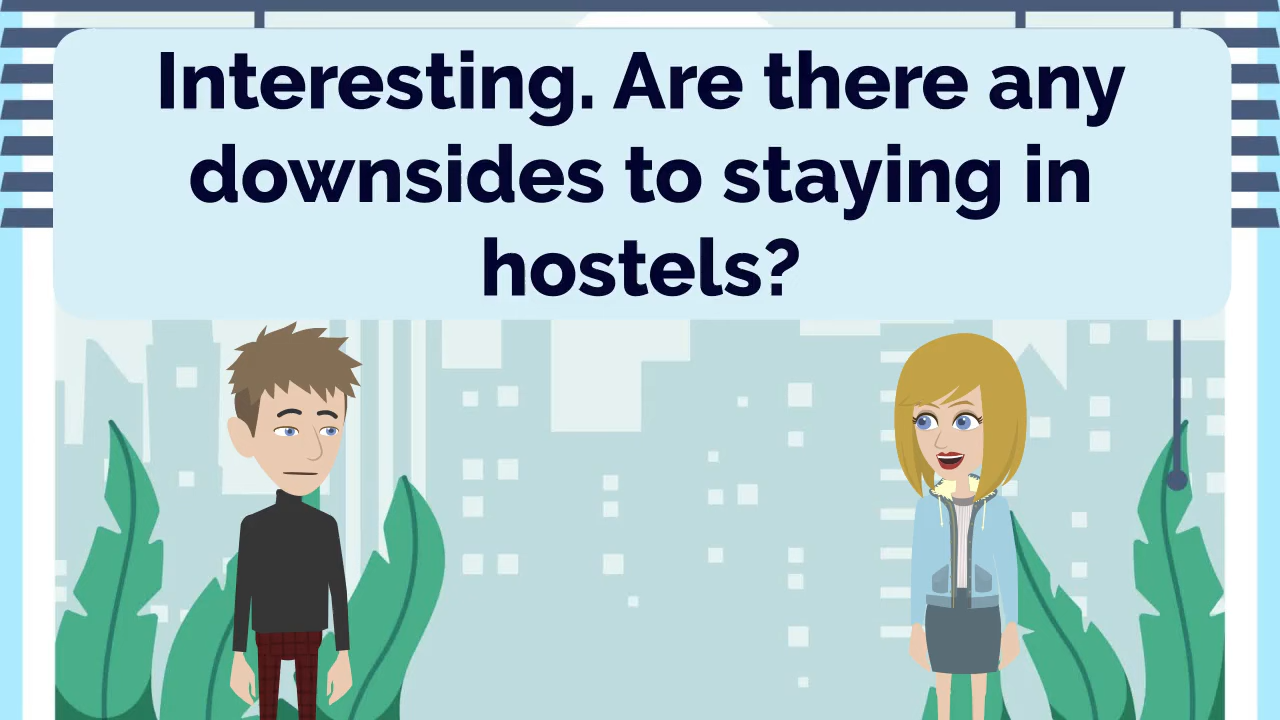 Interesting. Are there any
downsides to staying in
hostels?